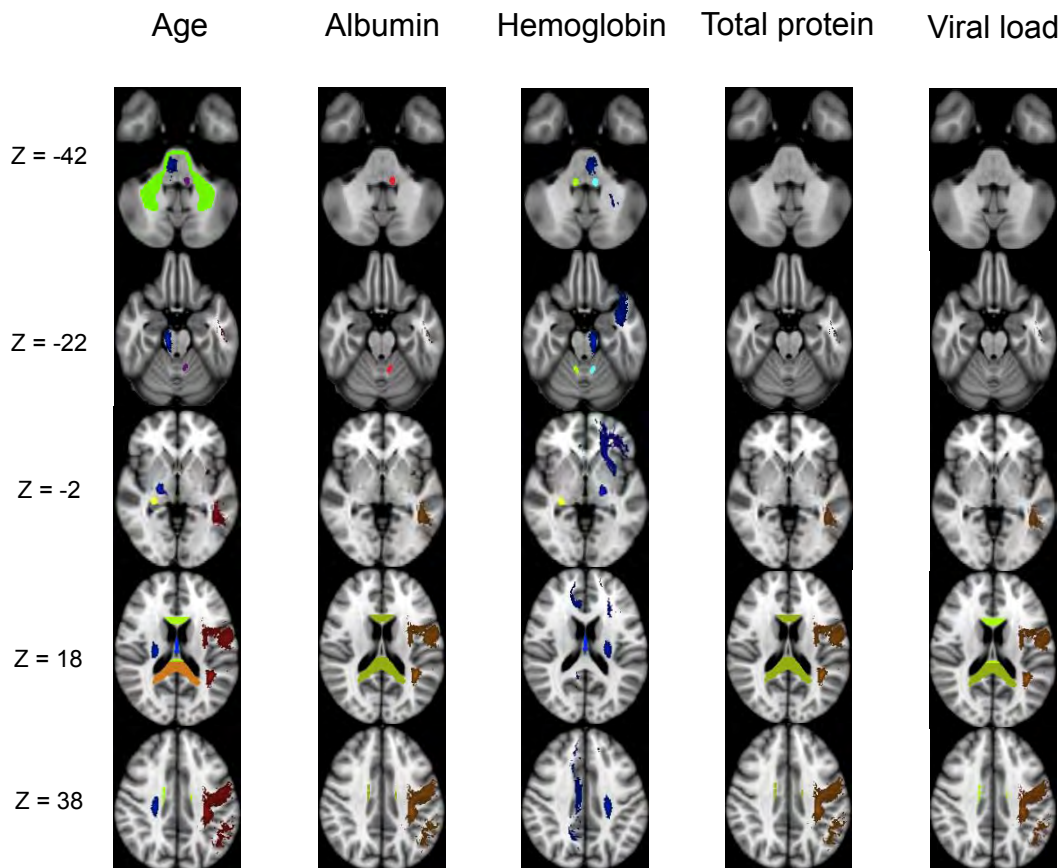 Age Albumin Hemoglobin Total protein Viral load
Z = -42
Z = -22
Z = -2
Z = 18
Z = 38